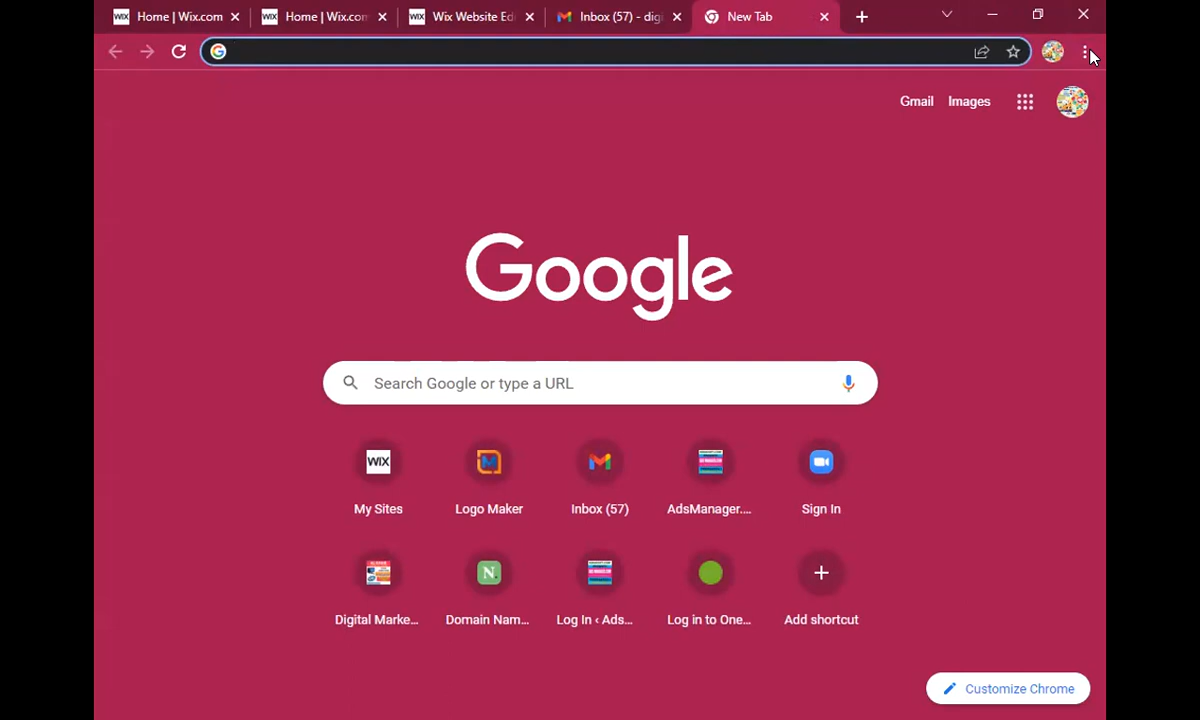 Home | Wix.com
Home | Wix.com
Wix Website Edi
Inbox (57) - digi
New Tab
Gmail
Images
Google
Search Google or type a URL
WIX
My Sites
Logo Maker
Inbox (57)
AdsManager....
Sign In
N.
Digital Marke...
Domain Nam...
Log In ‹ Ads...
Log in to One...
Add shortcut
Customize Chrome